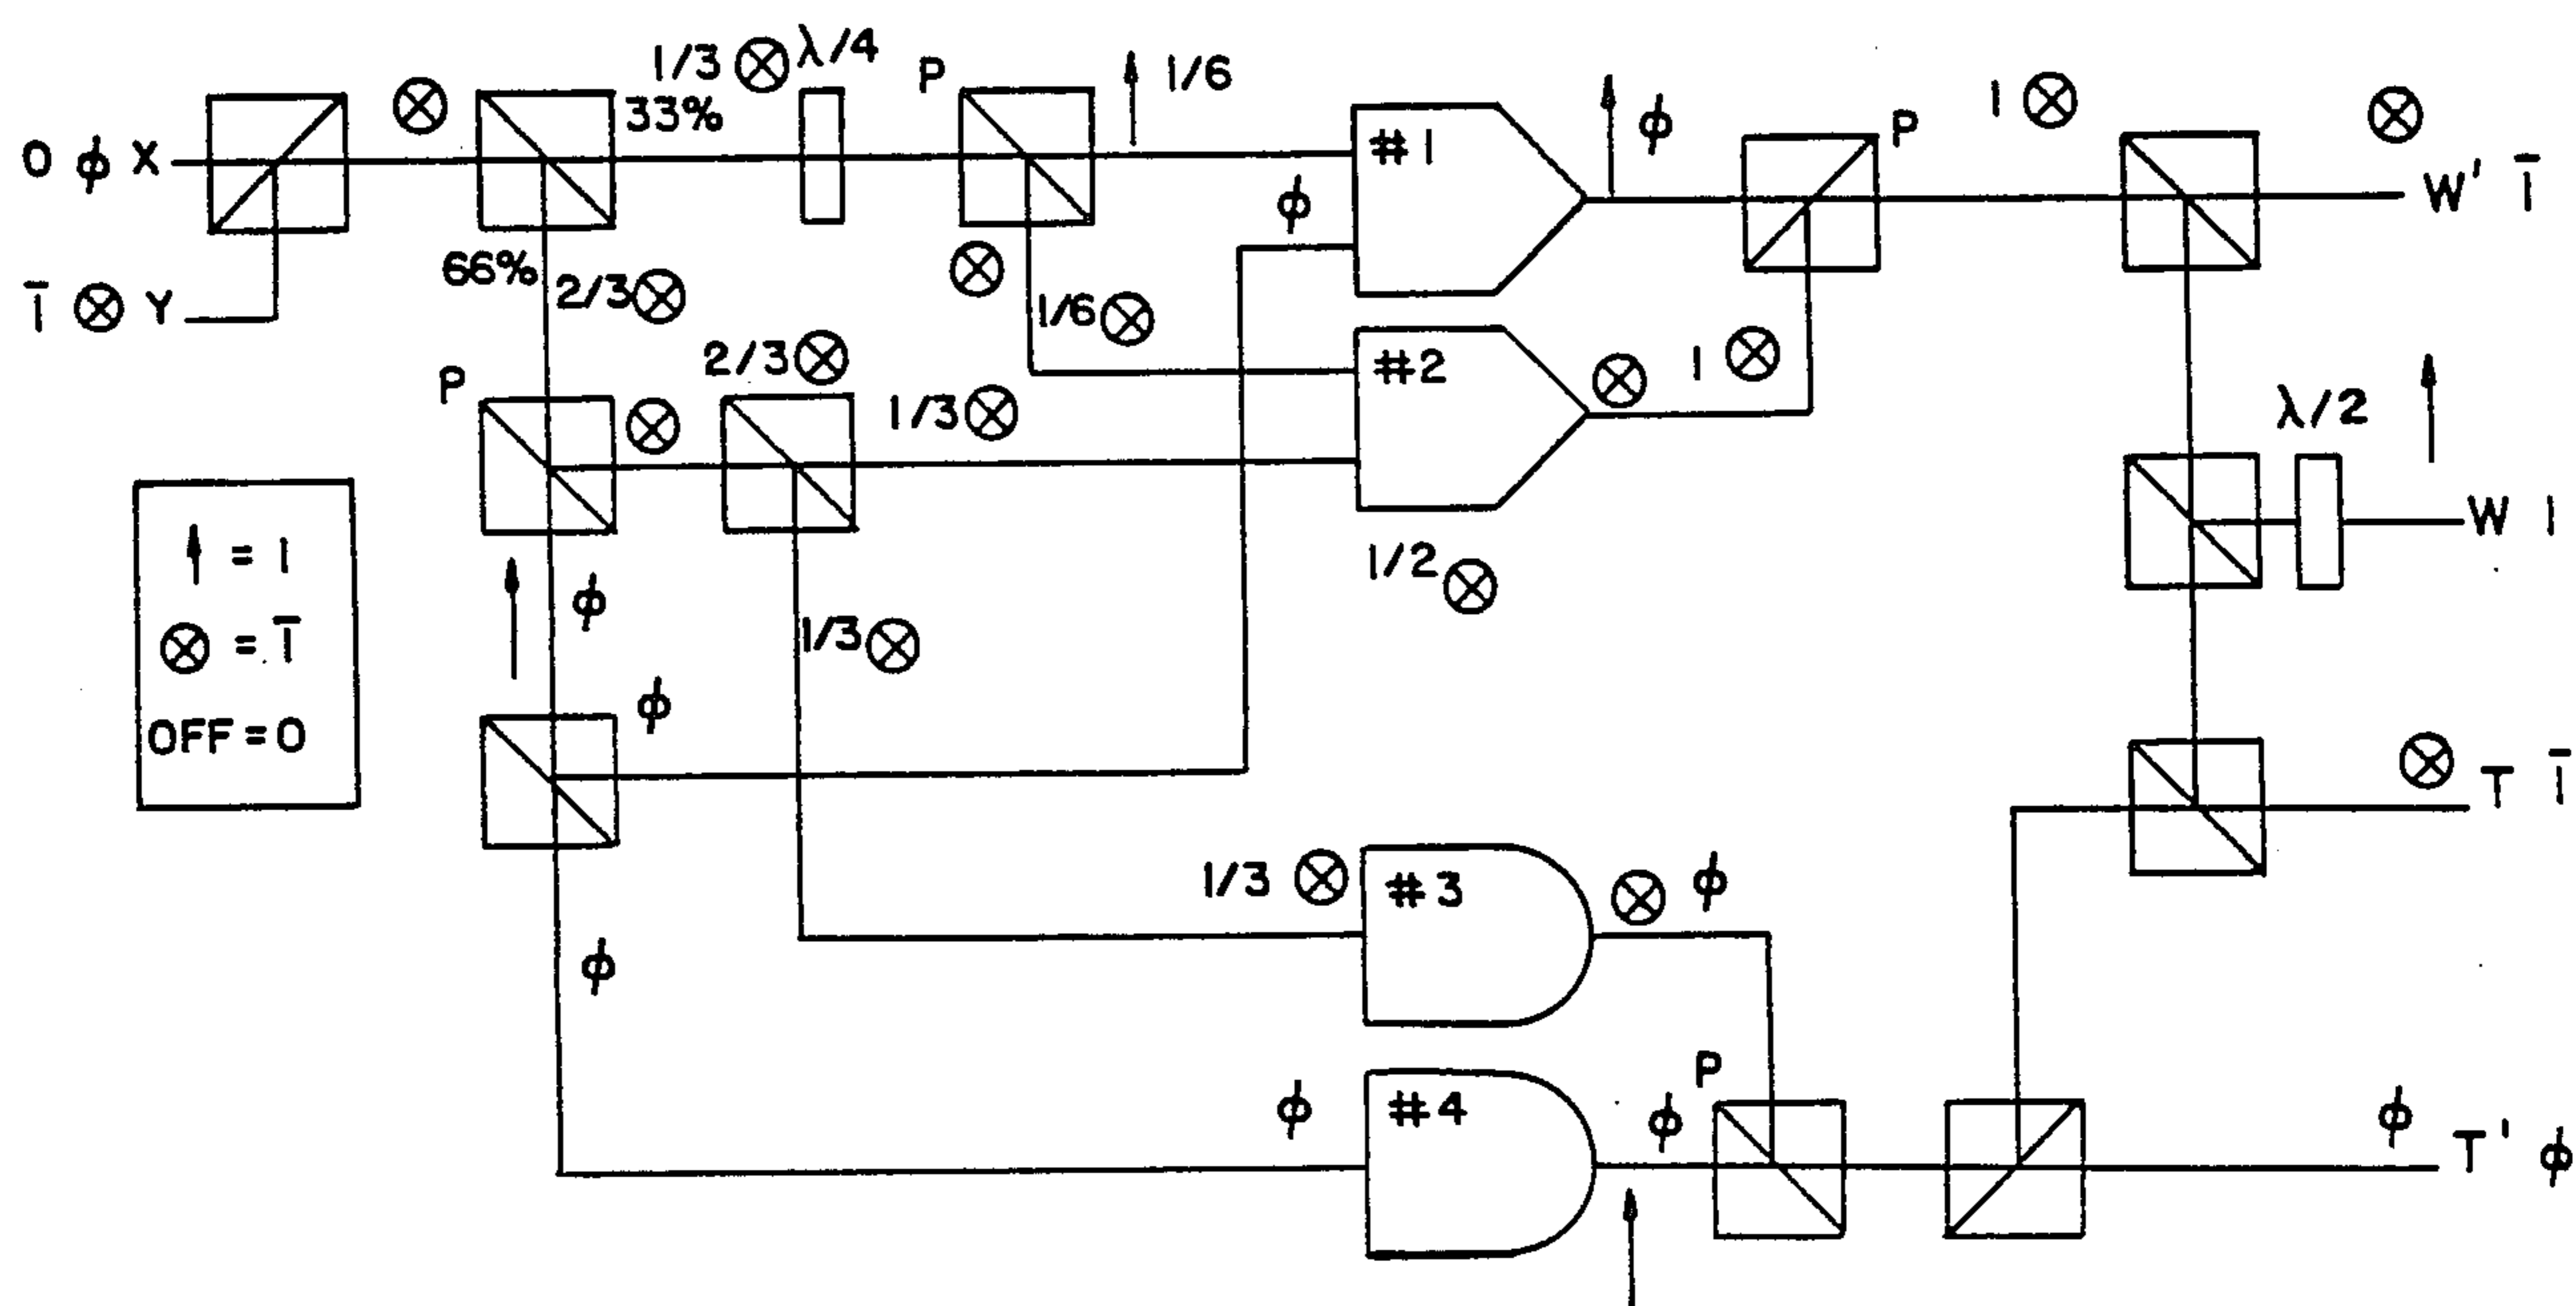 1/3 ⊗ λ/4
33%
P
↑ 1/6
⊗
0 ϕ X
1̄ ⊗ Y
66%
2/3 ⊗
⊗
1/6 ⊗
#1
ϕ
↑ ϕ
P
1 ⊗
⊗
W' 1̄
P
⊗
2/3 ⊗
1/3 ⊗
#2
⊗
1 ⊗
1/2 ⊗
λ/2
↑
W 1
↑ = 1
⊗ = 1̄
OFF = 0
↑ ϕ
1/3 ⊗
ϕ
ϕ
1/3 ⊗
#3
⊗ ϕ
⊗ T 1̄
ϕ
#4
ϕ
↑
P
ϕ
T' ϕ